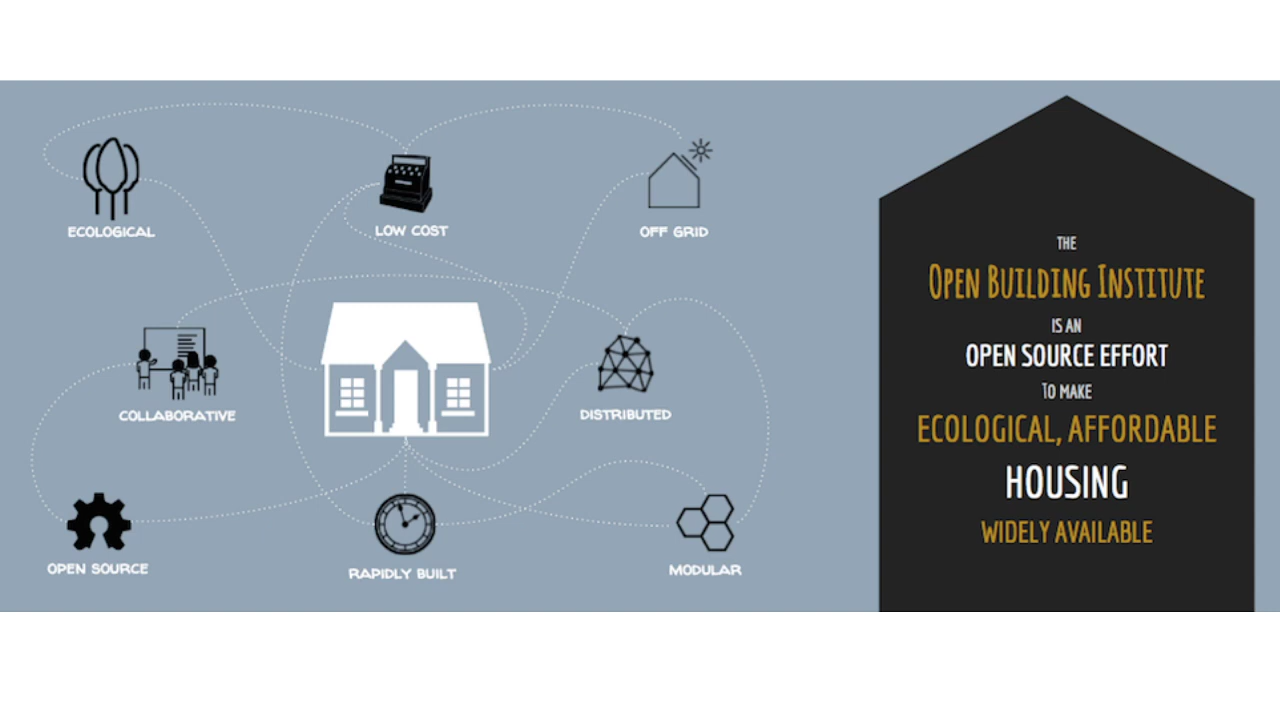 ECOLOGICAL
LOW COST
OFF GRID
COLLABORATIVE
DISTRIBUTED
OPEN SOURCE
RAPIDLY BUILT
MODULAR
THE
OPEN BUILDING INSTITUTE
IS AN
OPEN SOURCE EFFORT
TO MAKE
ECOLOGICAL, AFFORDABLE
HOUSING
WIDELY AVAILABLE